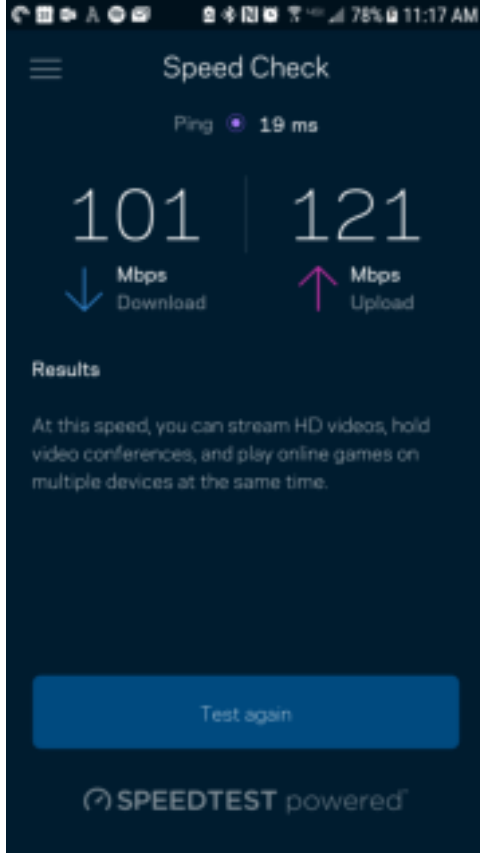 78% 11:17 AM
Speed Check
Ping 19 ms
101 121
Mbps Mbps
Download Upload
Results
At this speed, you can stream HD videos, hold
video conferences, and play online games on
multiple devices at the same time.
Test again
SPEEDTEST powered™